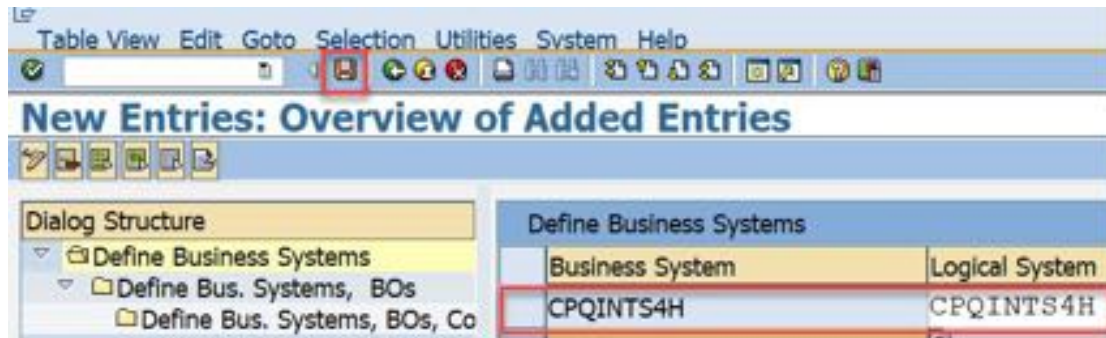 Table View Edit Goto Selection Utilities System Help
New Entries: Overview of Added Entries
Dialog Structure
Define Business Systems
Define Bus. Systems, BOs
Define Bus. Systems, BOs, Co
Define Business Systems
Business System Logical System
CPQINTS4H CPQINTS4H